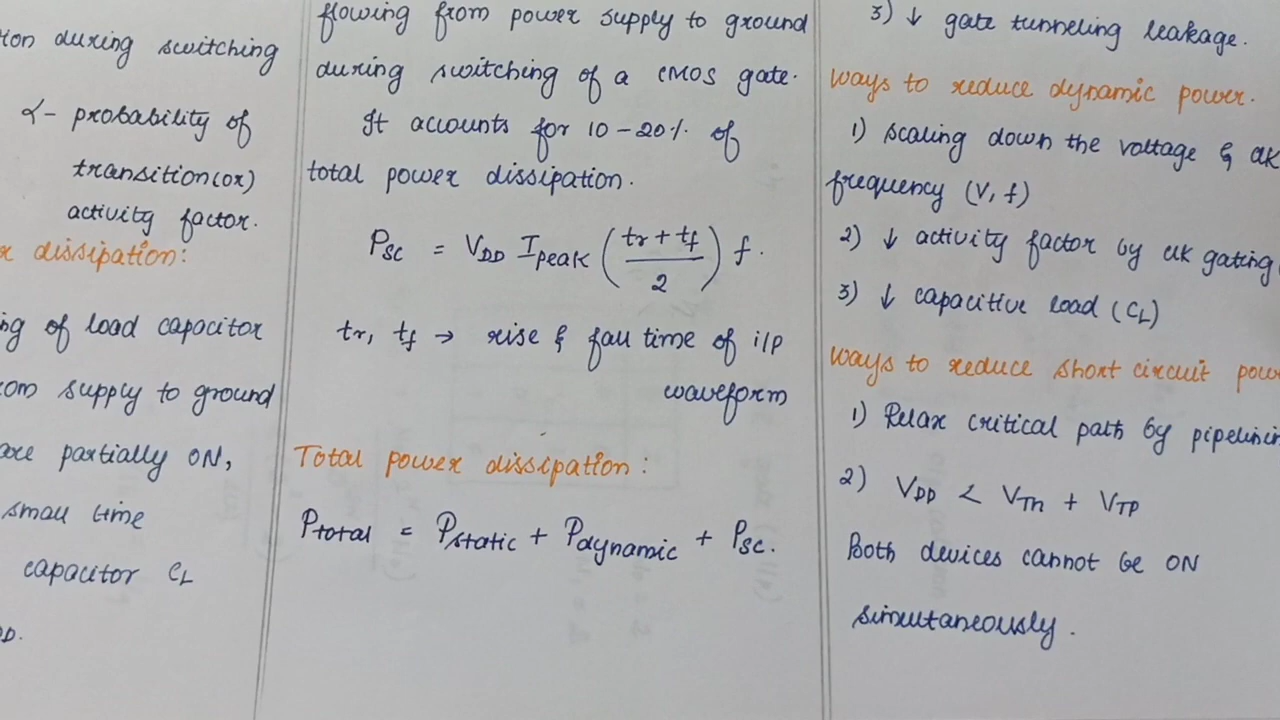 tion during switching
α- probability of
transition (or)
activity factor.
dissipation:
ing of load capacitor
from supply to ground
are partially ON,
small time
capacitor CL
DD.
flowing from power supply to ground
during switching of a CMOS gate.
It accounts for 10-20% of
total power dissipation.
Psc = VDD Ipeak (tr + tf / 2) f.
tr, tf → rise & fall time of i/p
waveform
Total power dissipation:
Ptotal = Pstatic + Pdynamic + Psc.
3) ↓ gate tunneling leakage.
Ways to reduce dynamic power.
1) scaling down the voltage & clk
frequency (V, f)
2) ↓ activity factor by clk gating
3) ↓ capacitive load (CL)
Ways to reduce short circuit pow
1) Relax critical path by pipelinin
2) VDD < VTn + VTP
Both devices cannot be ON
simultaneously.